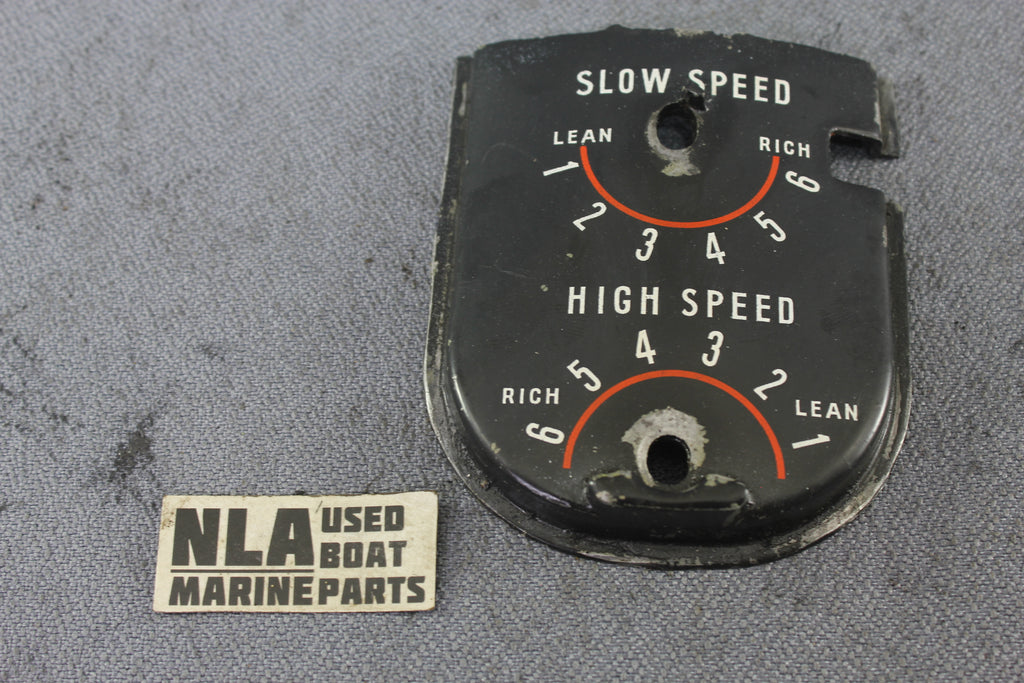 SLOW SPEED
LEAN RICH
1 2 3 4 5 6
HIGH SPEED
6 5 4 3 2 1
RICH LEAN
NLA USED
BOAT
MARINE PARTS